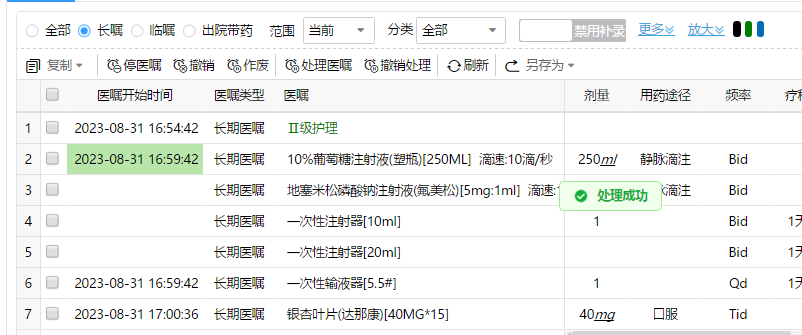 全部 长嘱 临嘱 出院带药 范围 当前 分类 全部 禁用补录 更多 放大
复制 停医嘱 撤销 作废 处理医嘱 撤销处理 刷新 另存为
医嘱开始时间 医嘱类型 医嘱 剂量 用药途径 频率
1 2023-08-31 16:54:42 长期医嘱 Ⅱ级护理
2 2023-08-31 16:59:42 长期医嘱 10%葡萄糖注射液(塑瓶)[250ML] 滴速:10滴/秒 250ml 静脉滴注 Bid
3 长期医嘱 地塞米松磷酸钠注射液(氟美松)[5mg:1ml] 滴速: 滴注 Bid
处理成功
4 长期医嘱 一次性注射器[10ml] 1 Bid 1
5 长期医嘱 一次性注射器[20ml] Bid 1
6 2023-08-31 16:59:42 长期医嘱 一次性输液器[5.5#] 1 Qd 1
7 2023-08-31 17:00:36 长期医嘱 银杏叶片(达那康)[40MG*15] 40mg 口服 Tid